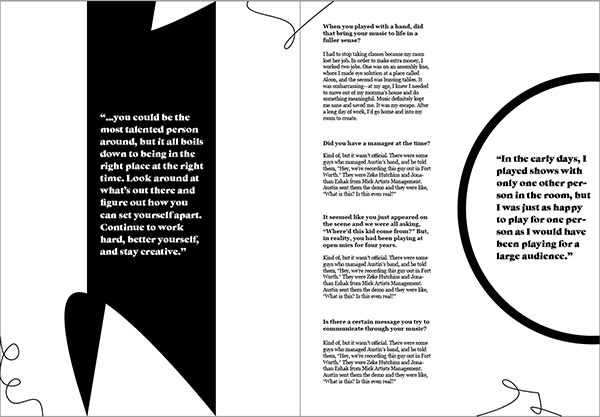 “...you could be the
most talented person
around, but it all boils
down to being in the
right place at the right
time. Look around at
what’s out there and
figure out how you
can set yourself apart.
Continue to work
hard, better yourself,
and stay creative.”
When you played with a band, did
that bring your music to life in a
fuller sense?
I had to stop taking classes because my mom
lost her job. In order to make extra money, I
worked two jobs. One was on an assembly line,
where I made eye solution at a place called
Alcon, and the second was bussing tables. It
was embarrassing—at my age, I knew I needed
to move out of my momma’s house and do
something meaningful. Music definitely kept
me sane and saved me. It was my escape. After
a long day of work, I’d go home and into my
room to create.
Did you have a manager at the time?
Kind of, but it wasn’t official. There were some
guys who managed Austin’s band, and he told
them, “Hey, we’re recording this guy out in Fort
Worth.” They were Zeke Hutchins and Jona-
than Eshak from Mick Artists Management.
Austin sent them the demo and they were like,
“What is this? Is this even real?”
It seemed like you just appeared on
the scene and we were all asking,
“Where’d this kid come from?” But,
in reality, you had been playing at
open mics for four years.
Kind of, but it wasn’t official. There were some
guys who managed Austin’s band, and he told
them, “Hey, we’re recording this guy out in Fort
Worth.” They were Zeke Hutchins and Jona-
than Eshak from Mick Artists Management.
Austin sent them the demo and they were like,
“What is this? Is this even real?”
Is there a certain message you try to
communicate through your music?
Kind of, but it wasn’t official. There were some
guys who managed Austin’s band, and he told
them, “Hey, we’re recording this guy out in Fort
Worth.” They were Zeke Hutchins and Jona-
than Eshak from Mick Artists Management.
Austin sent them the demo and they were like,
“What is this? Is this even real?”
“In the early days, I
played shows with
only one other per-
son in the room, but
I was just as happy
to play for one per-
son as I would have
been playing for a
large audience.”